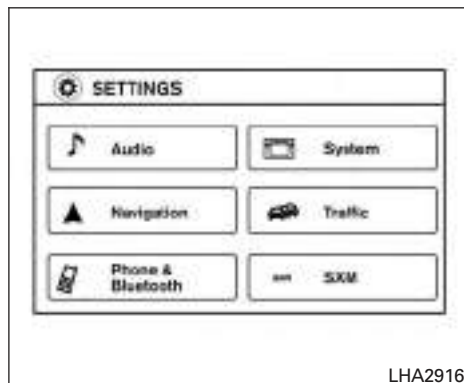 SETTINGS
Audio
System
Navigation
Traffic
Phone &
Bluetooth
SXM
LHA2916